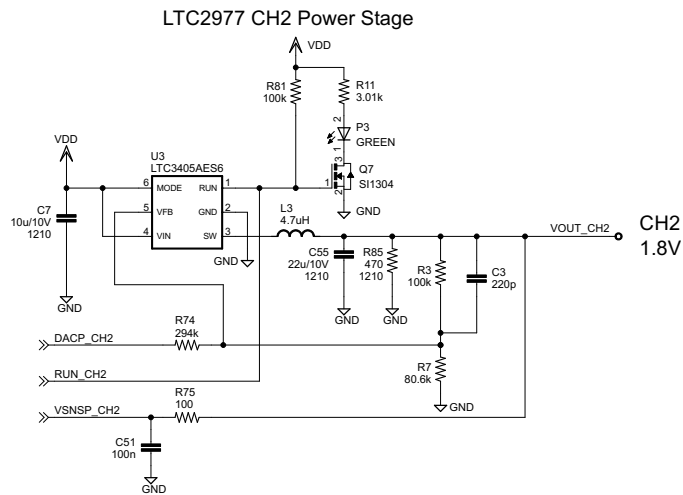 LTC2977 CH2 Power Stage
VDD
R81
100k
R11
3.01k
2
P3
GREEN
1
VDD
U3
LTC3405AES6
3
Q7
SI1304
1
2
GND
6 MODE RUN 1
5 VFB GND 2
4 VIN SW 3
C7
10u/10V
1210
GND
GND
L3
4.7uH
VOUT_CH2
CH2
1.8V
C55
22u/10V
1210
R85
470
1210
R3
100k
C3
220p
GND
GND
DACP_CH2
R74
294k
R7
80.6k
GND
RUN_CH2
R75
100
VSNSP_CH2
C51
100n
GND